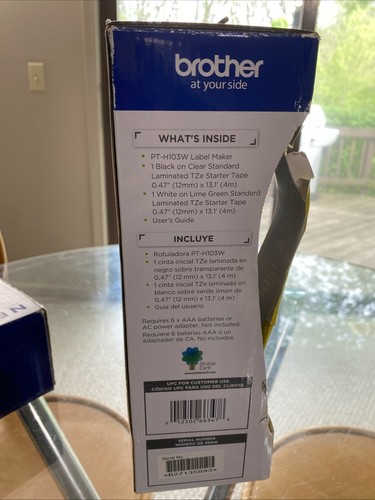 brother
at your side
WHAT'S INSIDE
• PT-H103W Label Maker
• 1 Black on Clear Standard
Laminated TZe Starter Tape
0.47" (12mm) x 13.1' (4m)
• 1 White on Lime Green Standard
Laminated TZe Starter Tape
0.47" (12mm) x 13.1' (4m)
• User's Guide
INCLUYE
• Rotuladora PT-H103W
• 1 cinta inicial TZe laminada en
negro sobre transparente de
0,47" (12 mm) x 13.1' (4 m)
• 1 cinta inicial TZe laminada en
blanco sobre verde limón de
0,47" (12 mm) x 13.1' (4 m)
• Guía del usuario
Requires 6 x AAA batteries or
AC power adapter. Not included.
Requiere 6 baterías AAA o un
adaptador de CA. No incluidos.
Brother
Earth
UPC FOR CUSTOMER USE
CÓDIGO UPC PARA USO DEL CLIENTE
SERIAL NUMBER
NÚMERO DE SERIE
Serial No.
NE